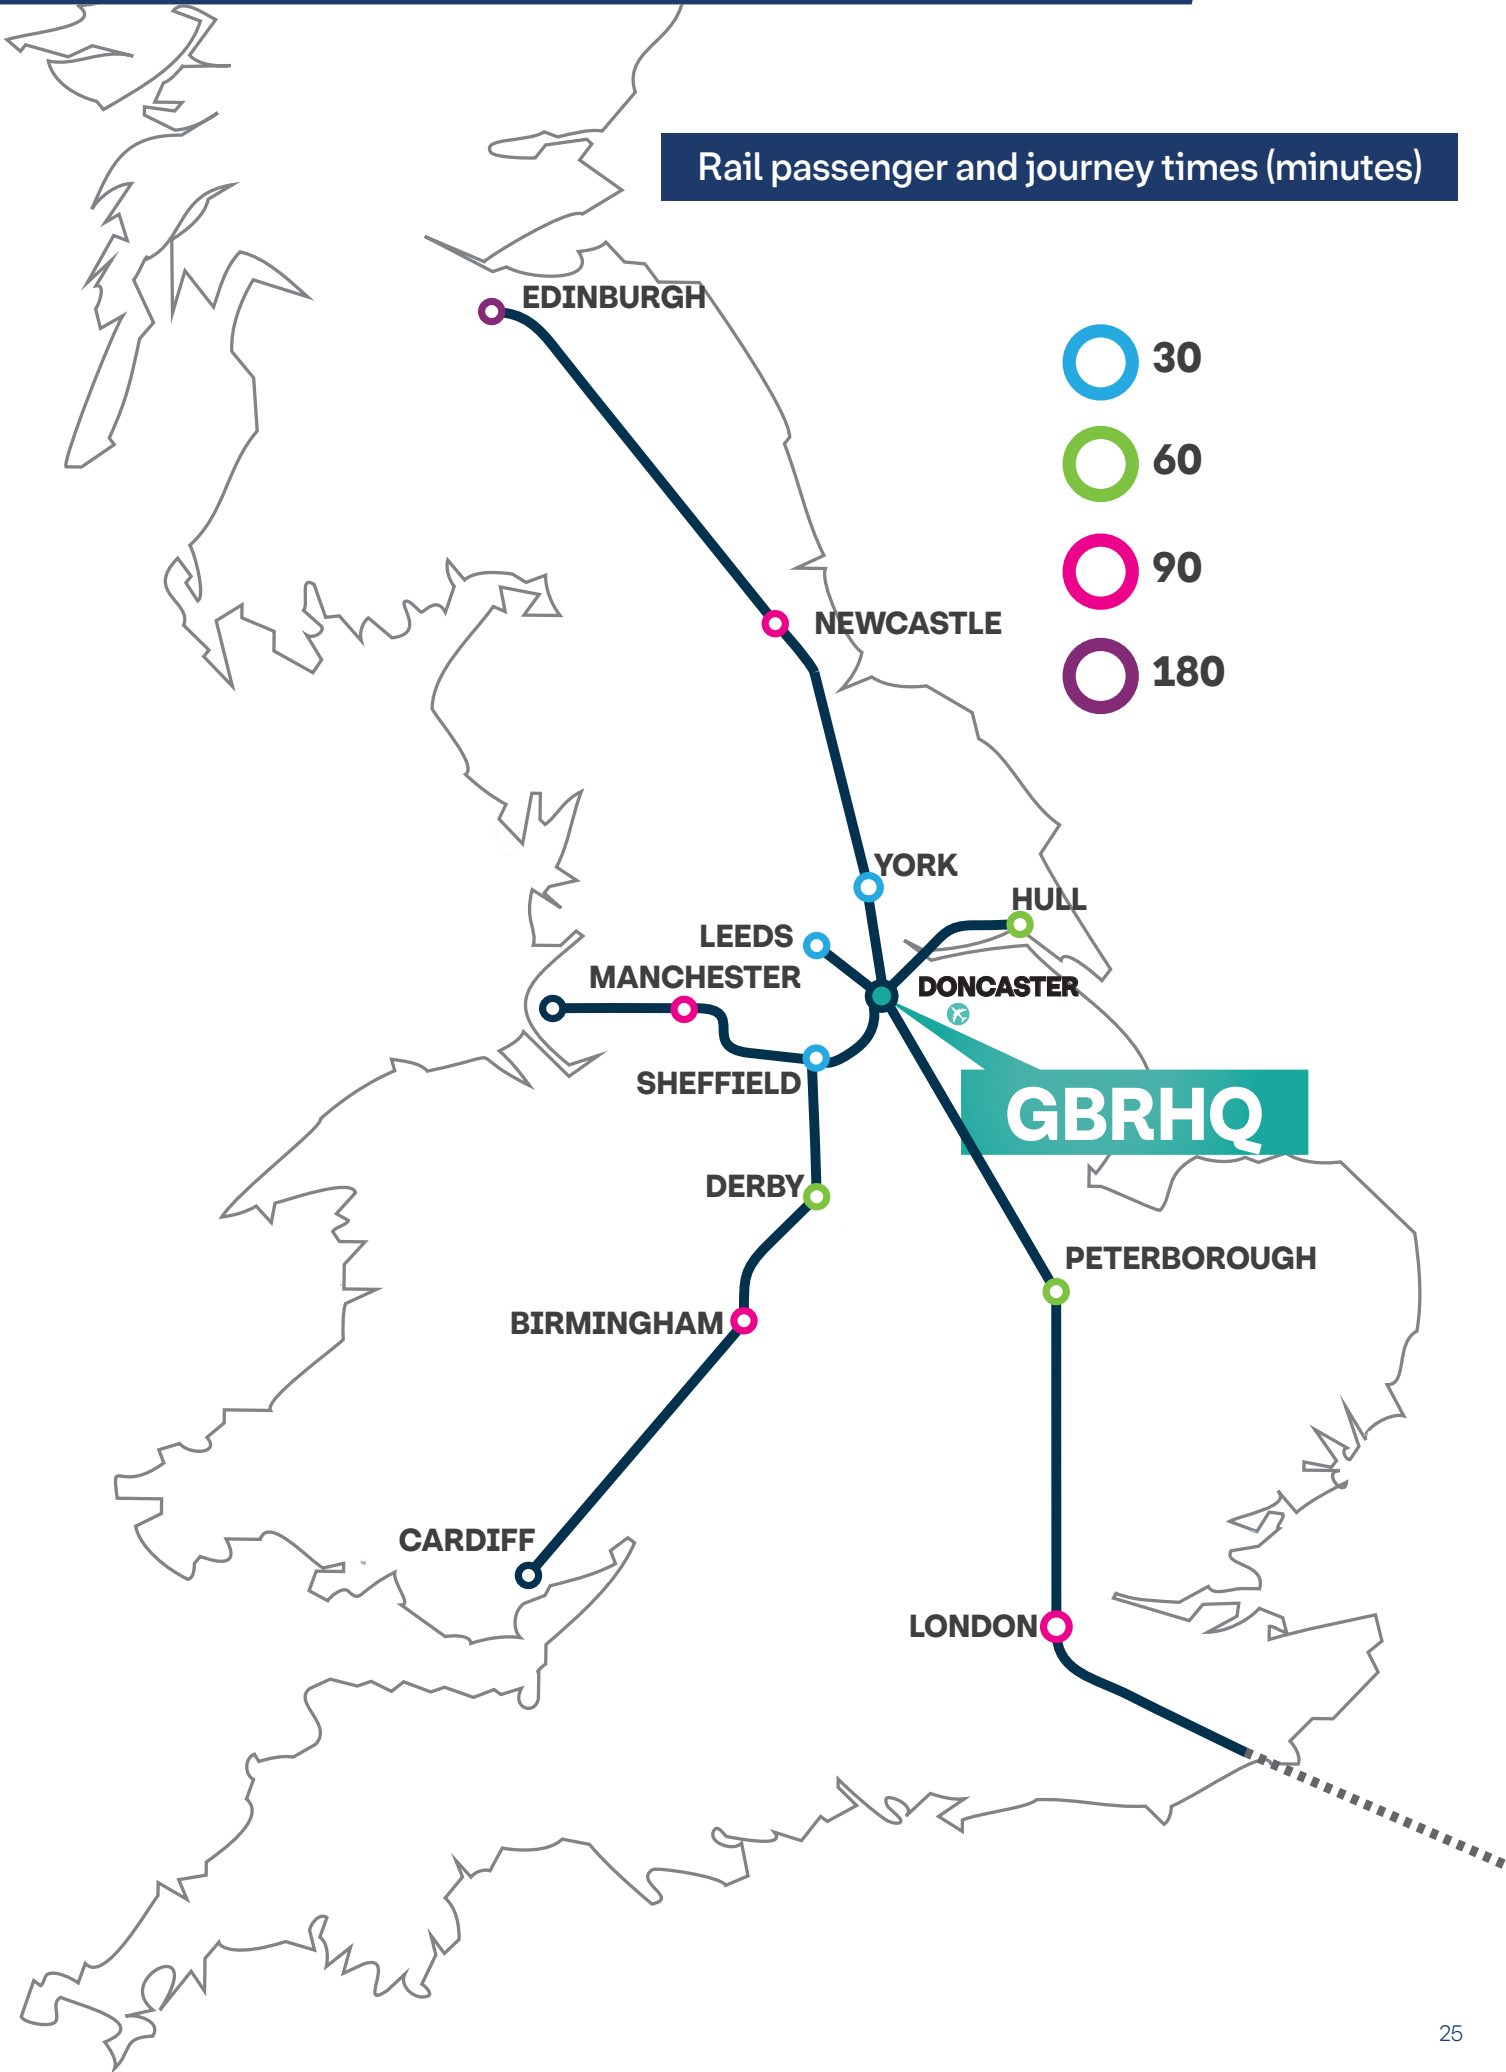 Rail passenger and journey times (minutes)
EDINBURGH
30
60
90
NEWCASTLE
180
YORK
HULL
LEEDS
MANCHESTER
DONCASTER
SHEFFIELD
GBRHQ
DERBY
PETERBOROUGH
BIRMINGHAM
CARDIFF
LONDON
25